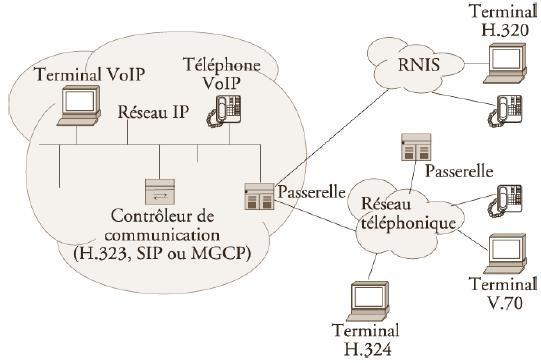 Terminal
H.320
Téléphone
VoIP
RNIS
Terminal VoIP
Réseau IP
Passerelle
Passerelle
Réseau
téléphonique
Contrôleur de
communication
(H.323, SIP ou MGCP)
Terminal
V.70
Terminal
H.324